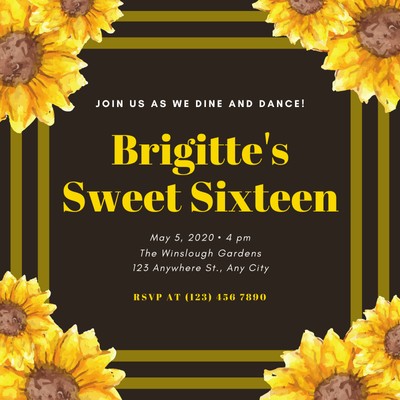 JOIN US AS WE DINE AND DANCE!
Brigitte's
Sweet Sixteen
May 5, 2020 • 4 pm
The Winslough Gardens
123 Anywhere St., Any City
RSVP AT (123) 456 7890